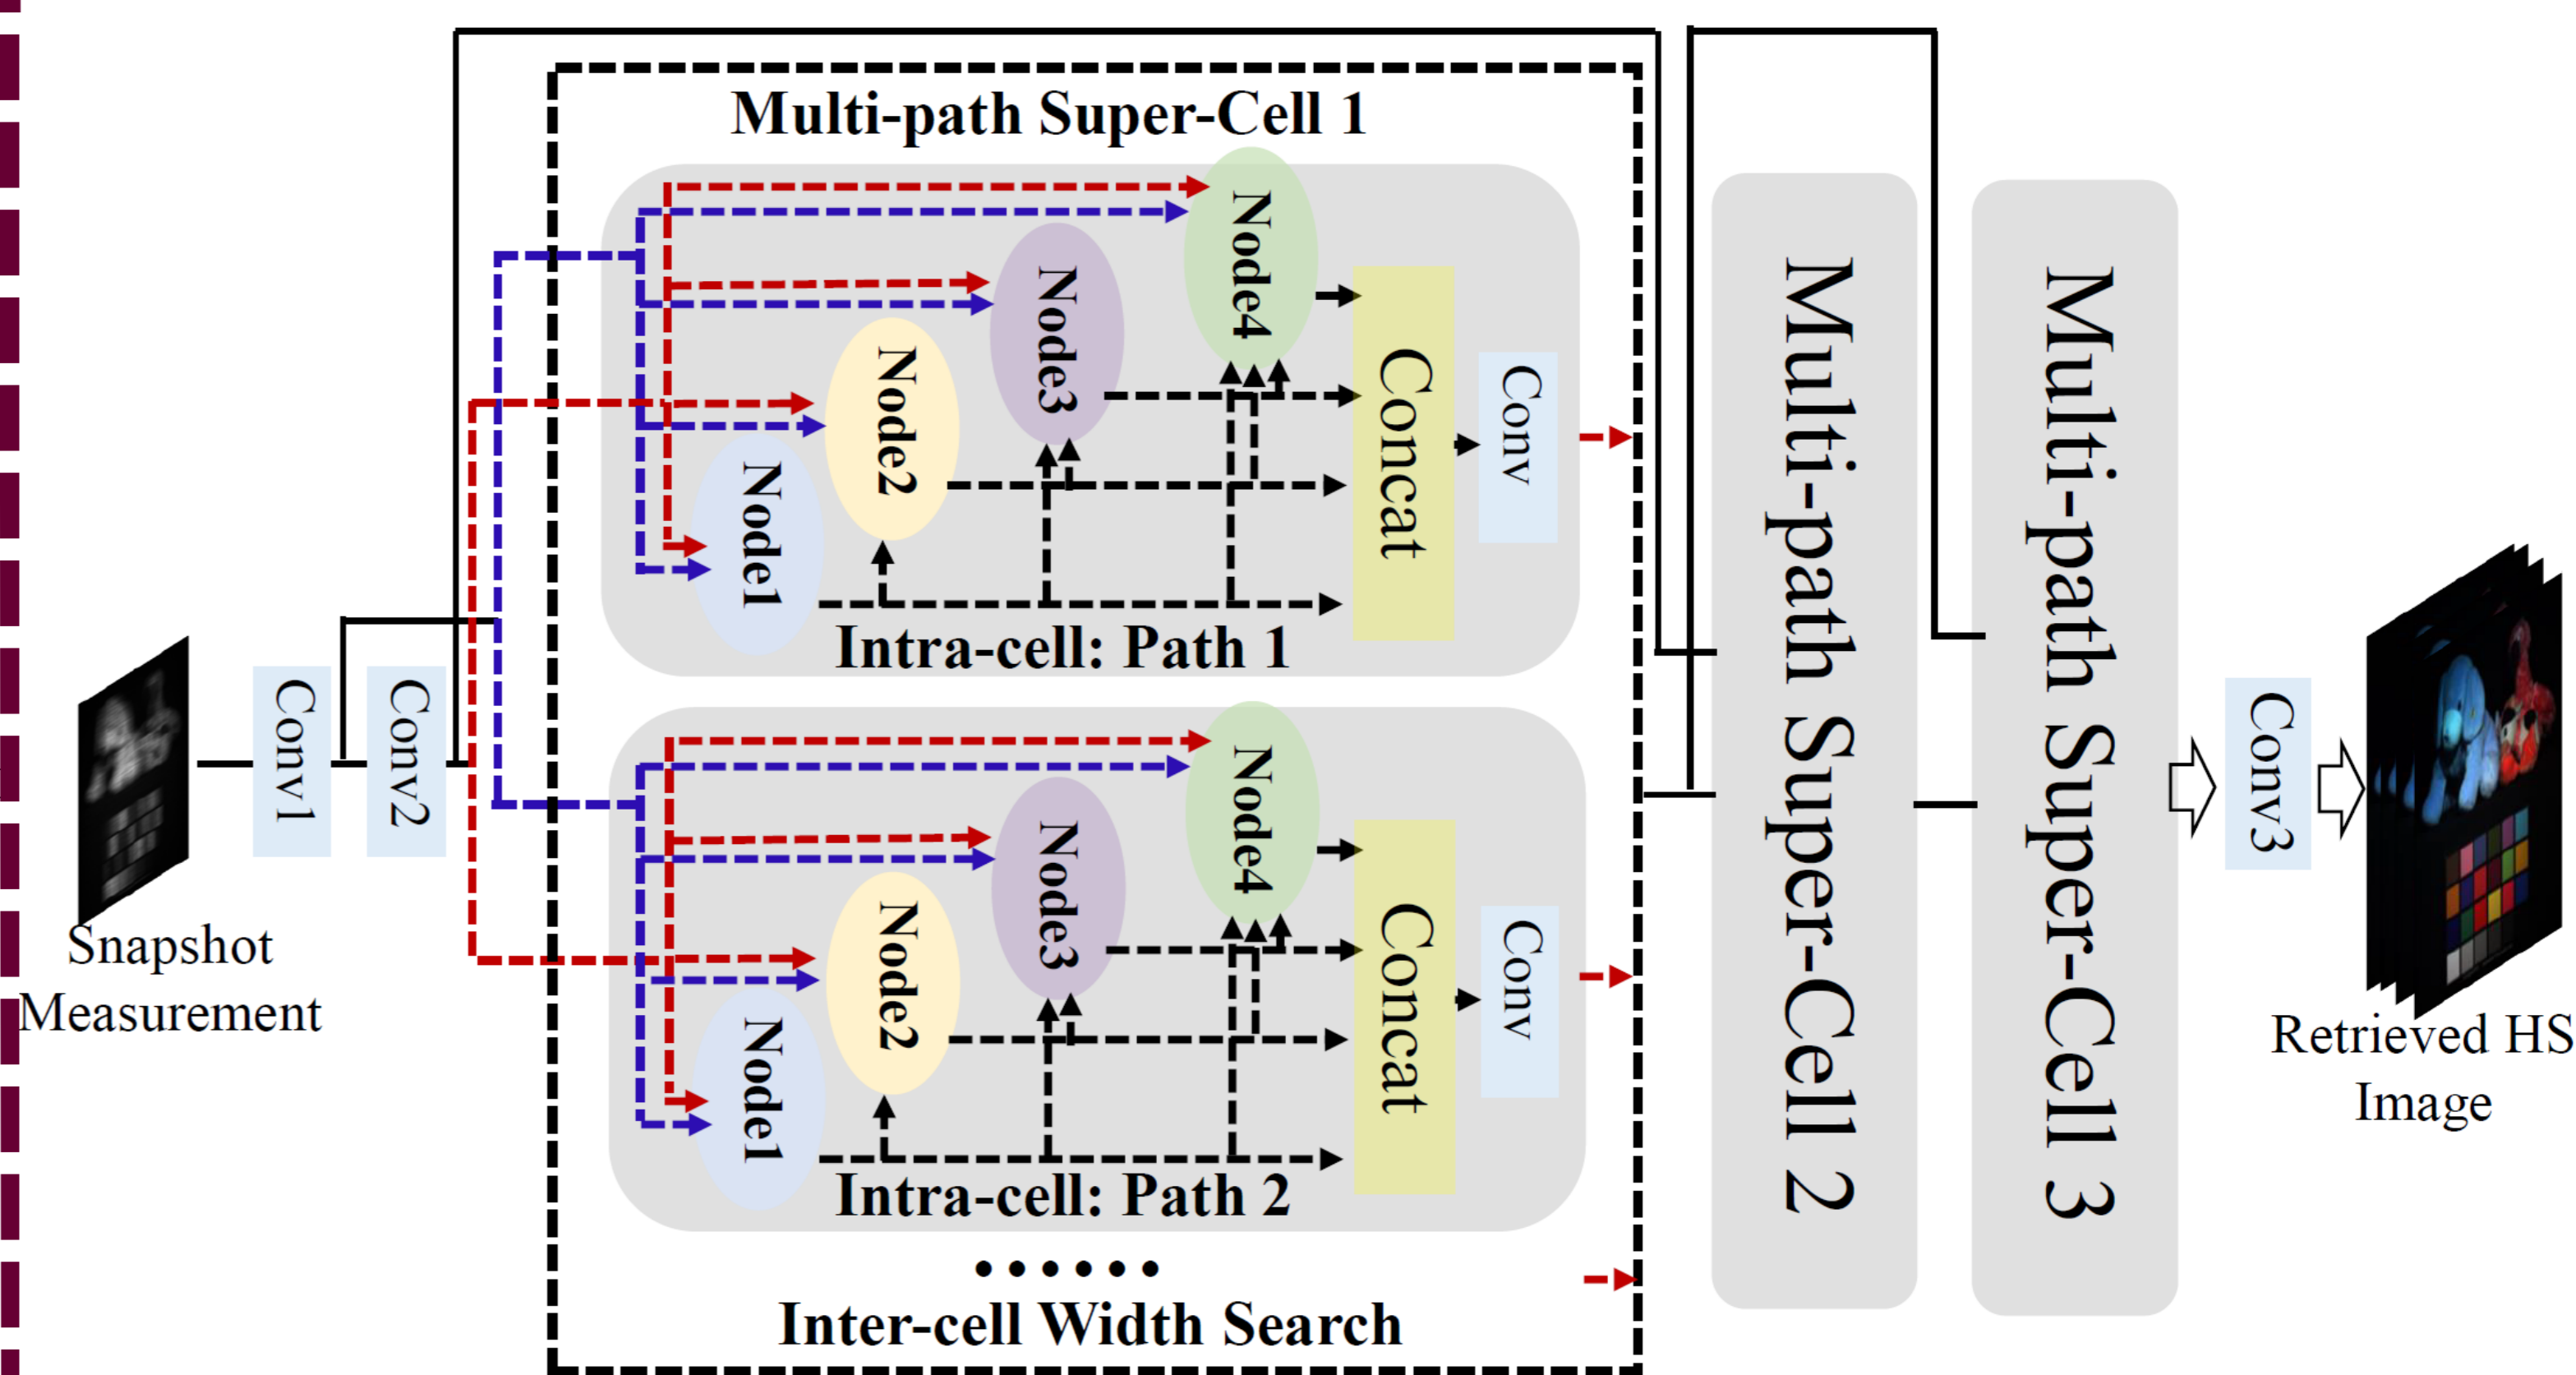 Multi-path Super-Cell 1
Node1
Node2
Node3
Node4
Concat
Conv
Intra-cell: Path 1
Node1
Node2
Node3
Node4
Concat
Conv
Intra-cell: Path 2
......
Inter-cell Width Search
Snapshot
Measurement
Conv1
Conv2
Multi-path Super-Cell 2
Multi-path Super-Cell 3
Conv3
Retrieved HS
Image